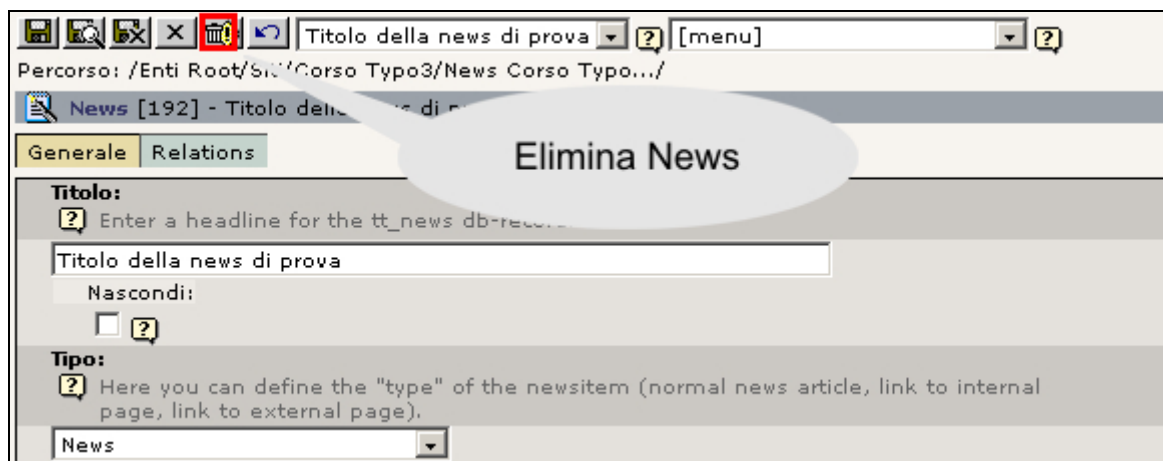 Titolo della news di prova [menu]
Percorso: /Enti Root/Siti/Corso Typo3/News Corso Typo.../
News [192] - Titolo della news di
Elimina News
Generale Relations
Titolo:
Enter a headline for the tt_news db-record.
Titolo della news di prova
Nascondi:
Tipo:
Here you can define the "type" of the newsitem (normal news article, link to internal
page, link to external page).
News